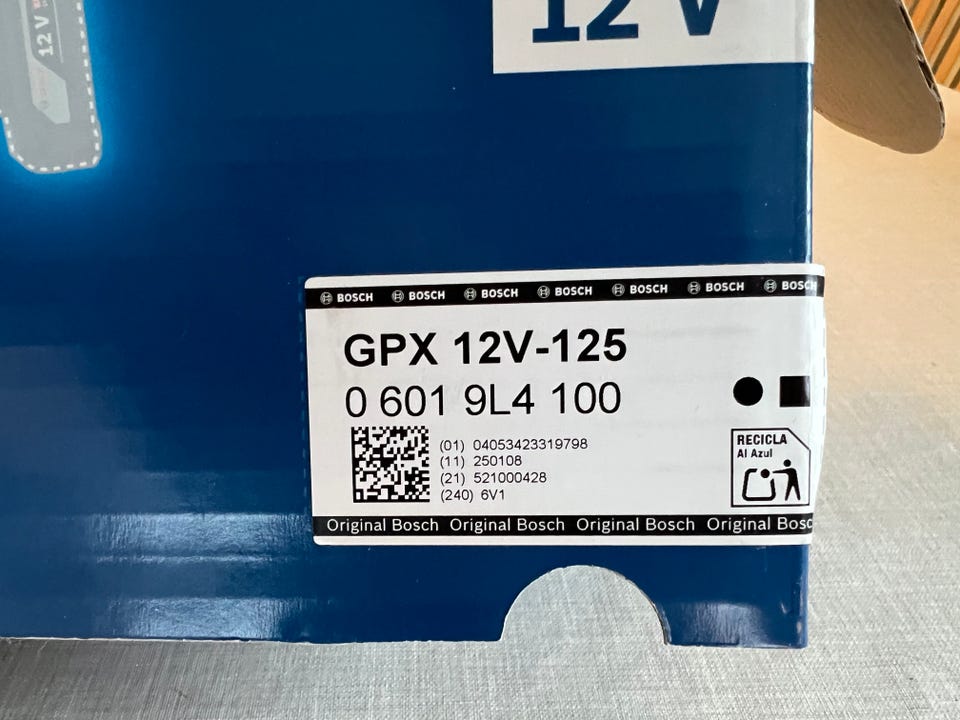 12 V
12 V
BOSCH BOSCH BOSCH BOSCH BOSCH BOSCH BOSCH
GPX 12V-125
0 601 9L4 100
(01) 04053423319798
(11) 250108
(21) 521000428
(240) 6V1
RECICLA
Al Azul
Original Bosch Original Bosch Original Bosch Original Bosc